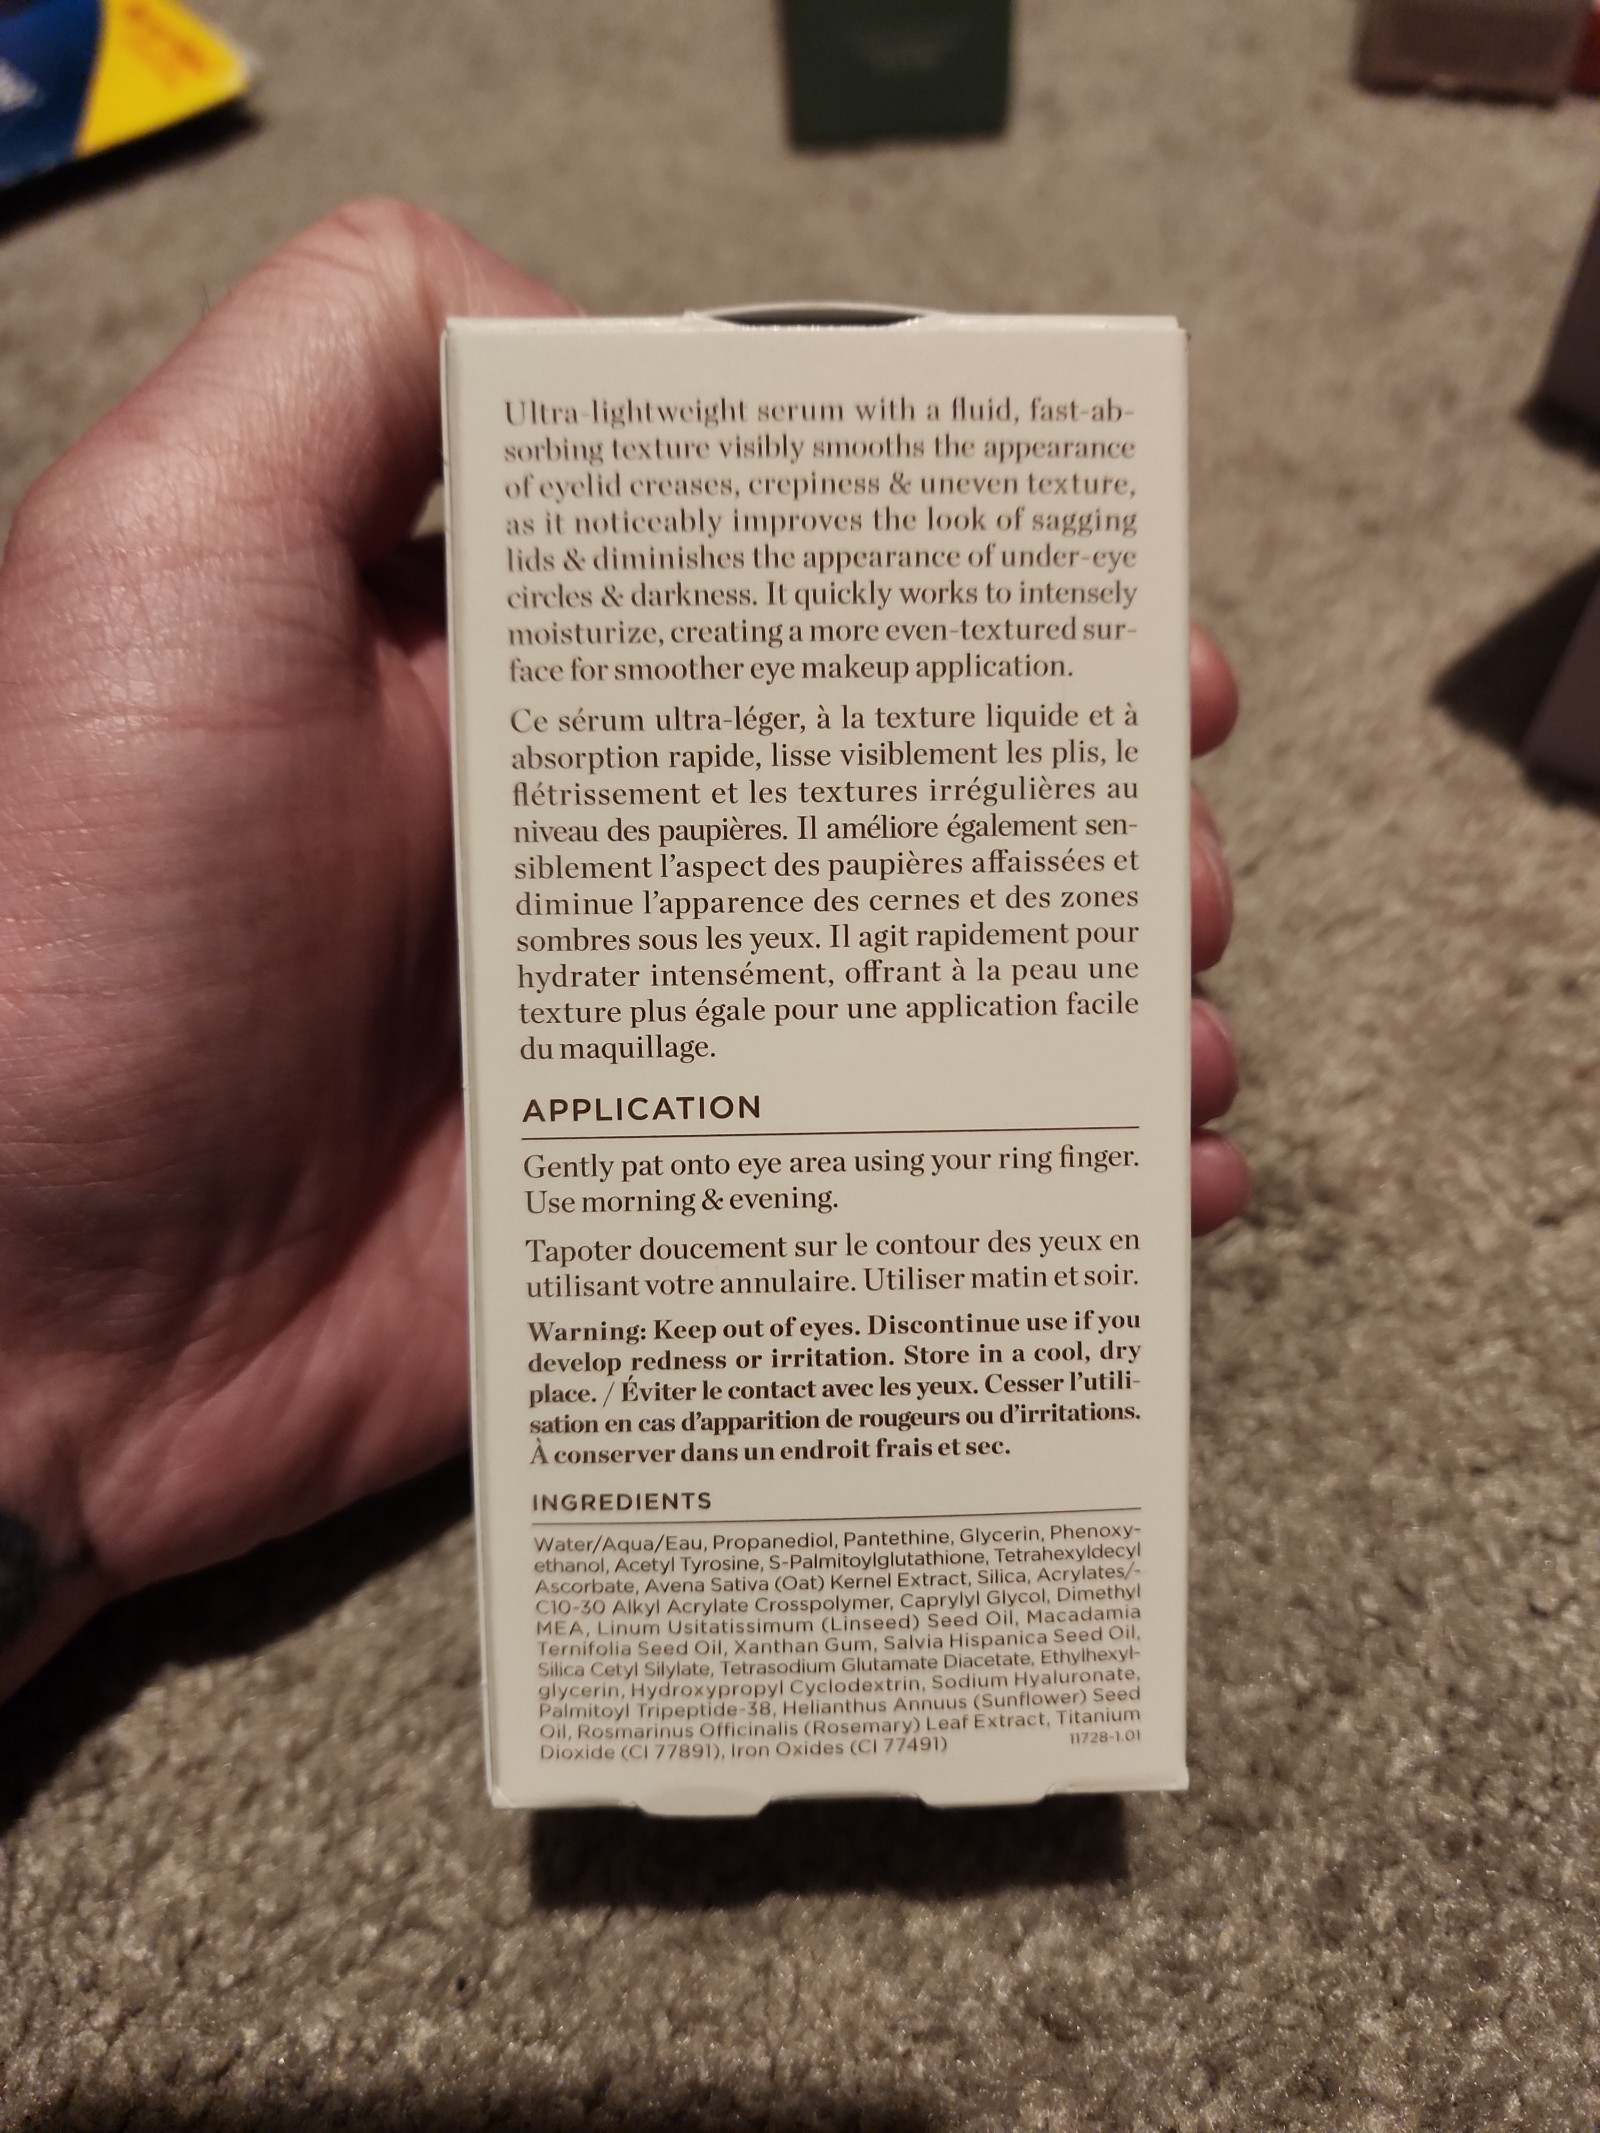 Ultra-lightweight serum with a fluid, fast-ab-
sorbing texture visibly smooths the appearance
of eyelid creases, crepiness & uneven texture,
as it noticeably improves the look of sagging
lids & diminishes the appearance of under-eye
circles & darkness. It quickly works to intensely
moisturize, creating a more even-textured sur-
face for smoother eye makeup application.
Ce sérum ultra-léger, à la texture liquide et à
absorption rapide, lisse visiblement les plis, le
flétrissement et les textures irrégulières au
niveau des paupières. Il améliore également sen-
siblement l'aspect des paupières affaissées et
diminue l'apparence des cernes et des zones
sombres sous les yeux. Il agit rapidement pour
hydrater intensément, offrant à la peau une
texture plus égale pour une application facile
du maquillage.
APPLICATION
Gently pat onto eye area using your ring finger.
Use morning & evening.
Tapoter doucement sur le contour des yeux en
utilisant votre annulaire. Utiliser matin et soir.
Warning: Keep out of eyes. Discontinue use if you
develop redness or irritation. Store in a cool, dry
place. / Éviter le contact avec les yeux. Cesser l'utili-
sation en cas d'apparition de rougeurs ou d'irritations.
À conserver dans un endroit frais et sec.
INGREDIENTS
Water/Aqua/Eau, Propanediol, Pantethine, Glycerin, Phenoxy-
ethanol, Acetyl Tyrosine, S-Palmitoylglutathione, Tetrahexyldecyl
Ascorbate, Avena Sativa (Oat) Kernel Extract, Silica, Acrylates/-
C10-30 Alkyl Acrylate Crosspolymer, Caprylyl Glycol, Dimethyl
MEA, Linum Usitatissimum (Linseed) Seed Oil, Macadamia
Ternifolia Seed Oil, Xanthan Gum, Salvia Hispanica Seed Oil,
Silica Cetyl Silylate, Tetrasodium Glutamate Diacetate, Ethylhexyl-
glycerin, Hydroxypropyl Cyclodextrin, Sodium Hyaluronate,
Palmitoyl Tripeptide-38, Helianthus Annuus (Sunflower) Seed
Oil, Rosmarinus Officinalis (Rosemary) Leaf Extract, Titanium
Dioxide (CI 77891), Iron Oxides (CI 77491) 11728-1.01